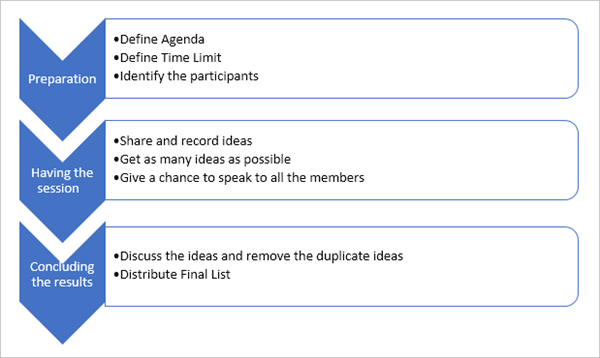 Preparation
•Define Agenda
•Define Time Limit
•Identify the participants
Having the
session
•Share and record ideas
•Get as many ideas as possible
•Give a chance to speak to all the members
Concluding
the results
•Discuss the ideas and remove the duplicate ideas
•Distribute Final List